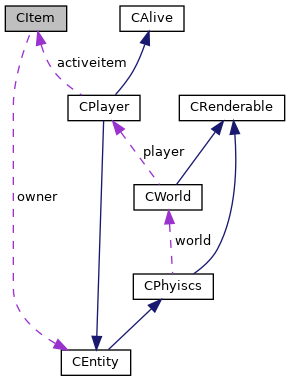 CItem
CAlive
activeitem
CPlayer
CRenderable
player
CWorld
owner
world
CPhyiscs
CEntity